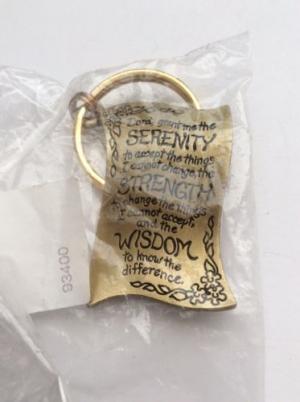 Lord, grant me the
SERENITY
to accept the things
I cannot change, the
STRENGTH
to change the things
I cannot accept,
and the
WISDOM
to know the
difference.
93400